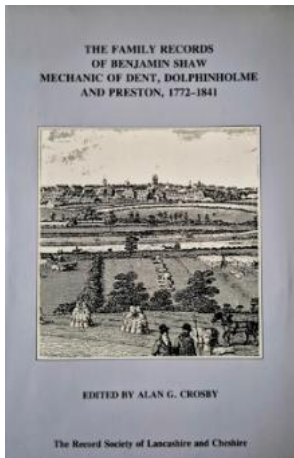 THE FAMILY RECORDS
OF BENJAMIN SHAW
MECHANIC OF DENT, DOLPHINHOLME
AND PRESTON, 1772–1841
EDITED BY ALAN G. CROSBY
The Record Society of Lancashire and Cheshire